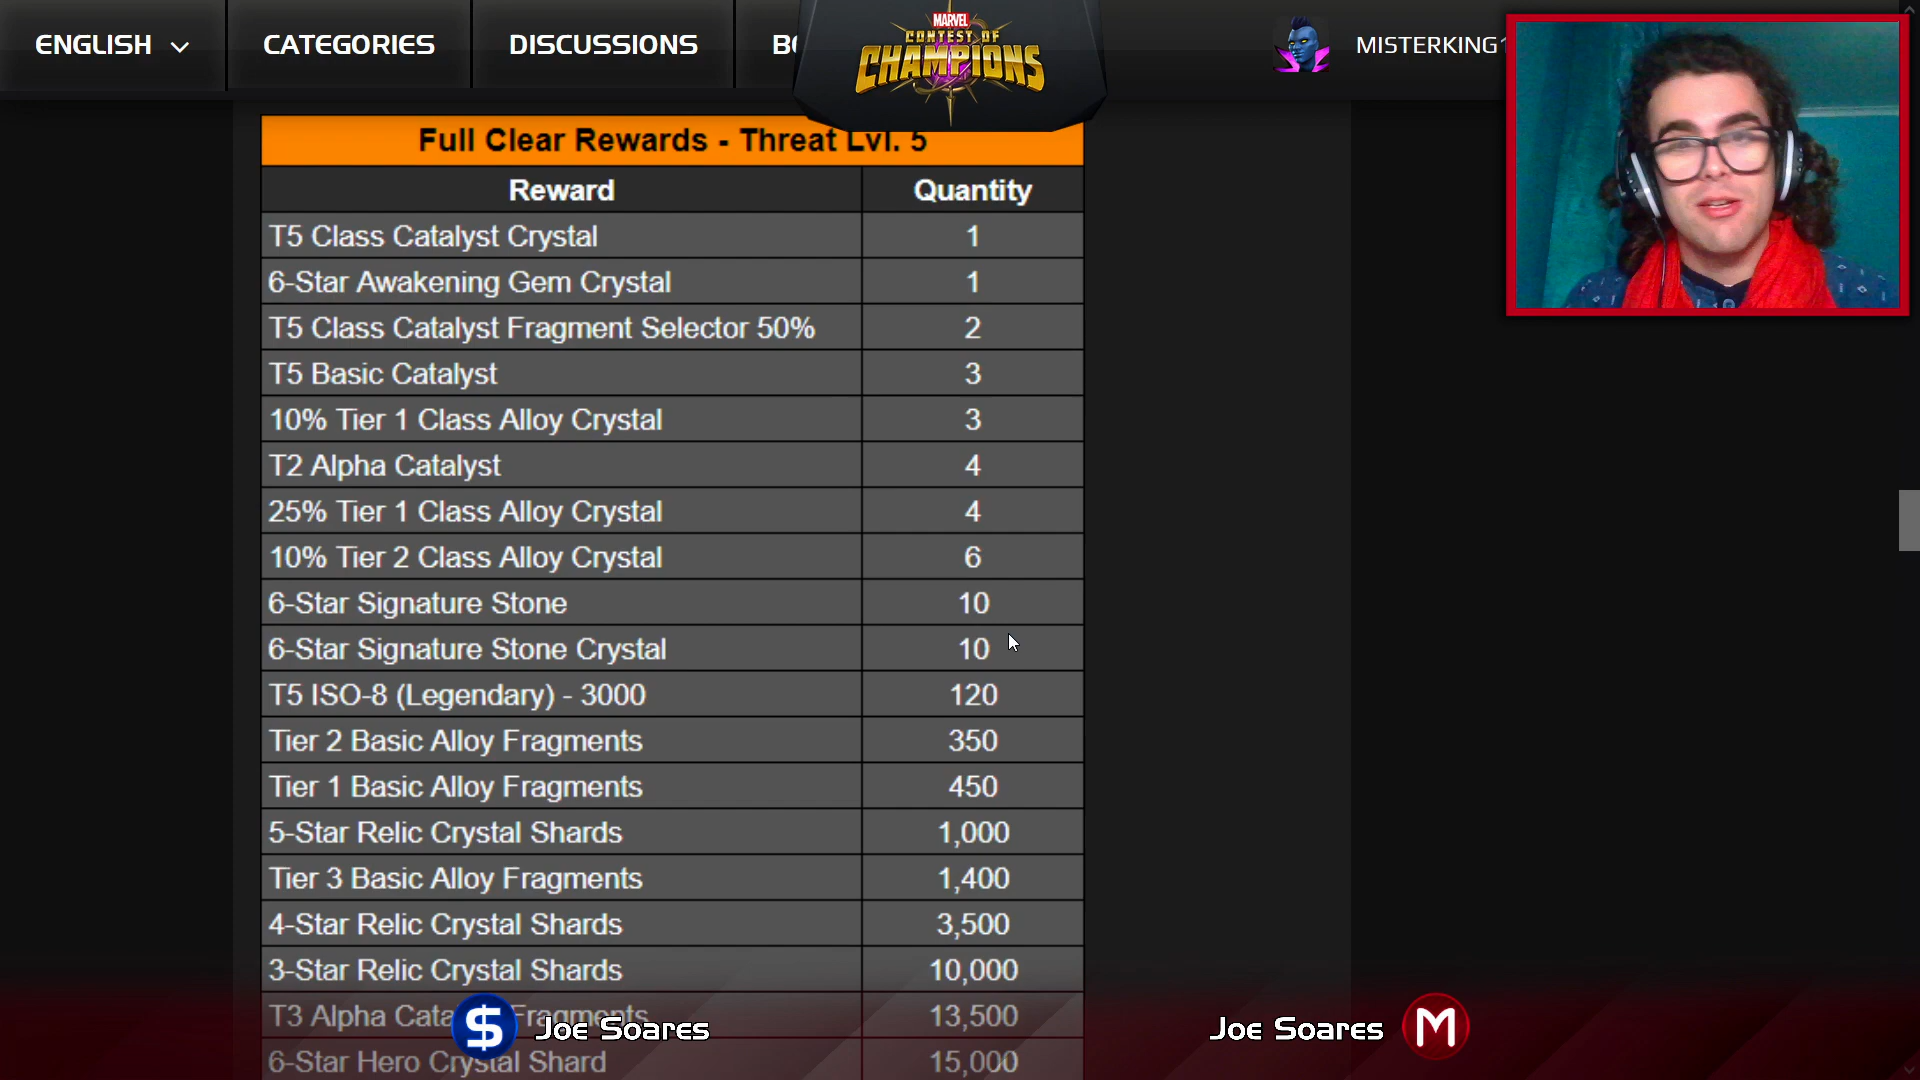 ENGLISH CATEGORIES DISCUSSIONS
MARVEL
CONTEST OF
CHAMPIONS
MISTERKING
Full Clear Rewards - Threat Lvl. 5
Reward Quantity
T5 Class Catalyst Crystal 1
6-Star Awakening Gem Crystal 1
T5 Class Catalyst Fragment Selector 50% 2
T5 Basic Catalyst 3
10% Tier 1 Class Alloy Crystal 3
T2 Alpha Catalyst 4
25% Tier 1 Class Alloy Crystal 4
10% Tier 2 Class Alloy Crystal 6
6-Star Signature Stone 10
6-Star Signature Stone Crystal 10
T5 ISO-8 (Legendary) - 3000 120
Tier 2 Basic Alloy Fragments 350
Tier 1 Basic Alloy Fragments 450
5-Star Relic Crystal Shards 1,000
Tier 3 Basic Alloy Fragments 1,400
4-Star Relic Crystal Shards 3,500
3-Star Relic Crystal Shards 10,000
T3 Alpha Fragments 13,500
$ Joe Soares Joe Soares M
6-Star Hero Crystal Shard 15,000